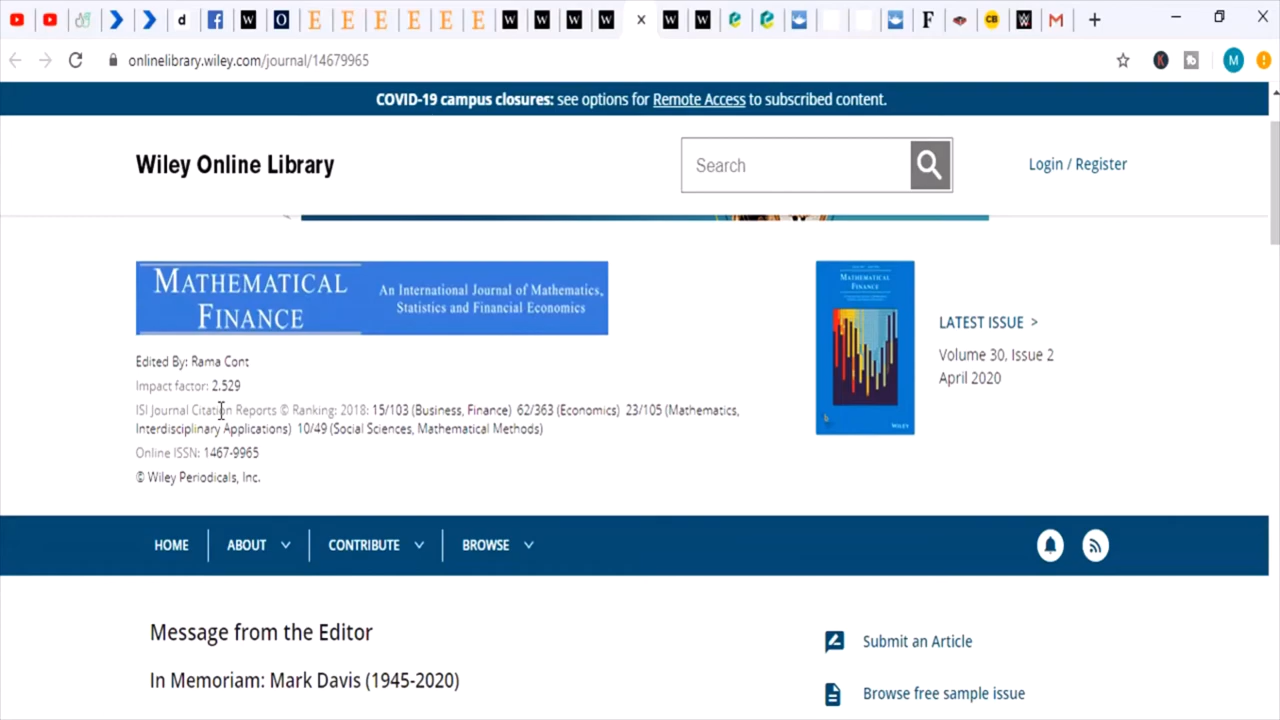 onlinelibrary.wiley.com/journal/14679965
M
COVID-19 campus closures: see options for Remote Access to subscribed content.
Wiley Online Library
Search
Login / Register
MATHEMATICAL
FINANCE
An International Journal of Mathematics,
Statistics and Financial Economics
MATHEMATICAL
FINANCE
WILEY
LATEST ISSUE >
Volume 30, Issue 2
April 2020
Edited By: Rama Cont
Impact factor: 2.529
ISI Journal Citation Reports © Ranking: 2018: 15/103 (Business, Finance) 62/363 (Economics) 23/105 (Mathematics,
Interdisciplinary Applications) 10/49 (Social Sciences, Mathematical Methods)
Online ISSN: 1467-9965
© Wiley Periodicals, Inc.
HOME
ABOUT
CONTRIBUTE
BROWSE
Message from the Editor
In Memoriam: Mark Davis (1945-2020)
Submit an Article
Browse free sample issue